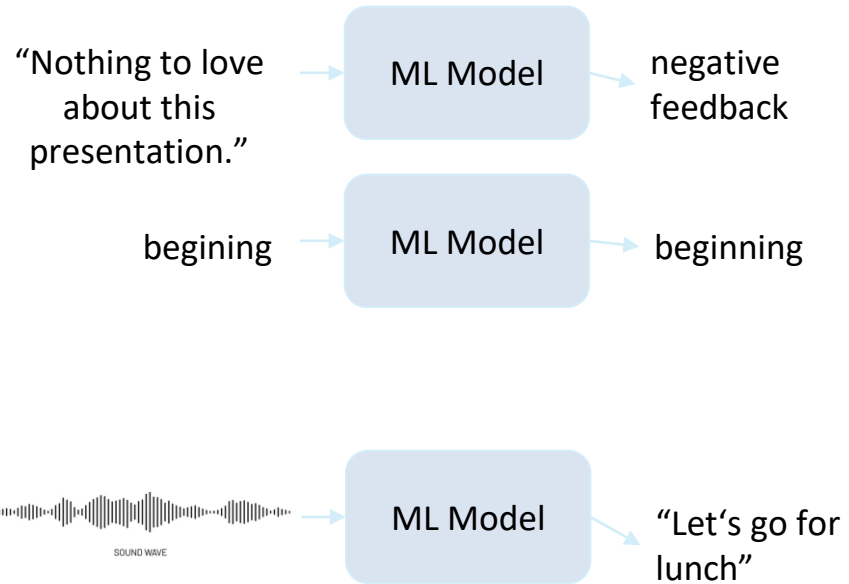 “Nothing to love
about this
presentation.”
ML Model
negative
feedback
begining
ML Model
beginning
SOUND WAVE
ML Model
“Let‘s go for
lunch”